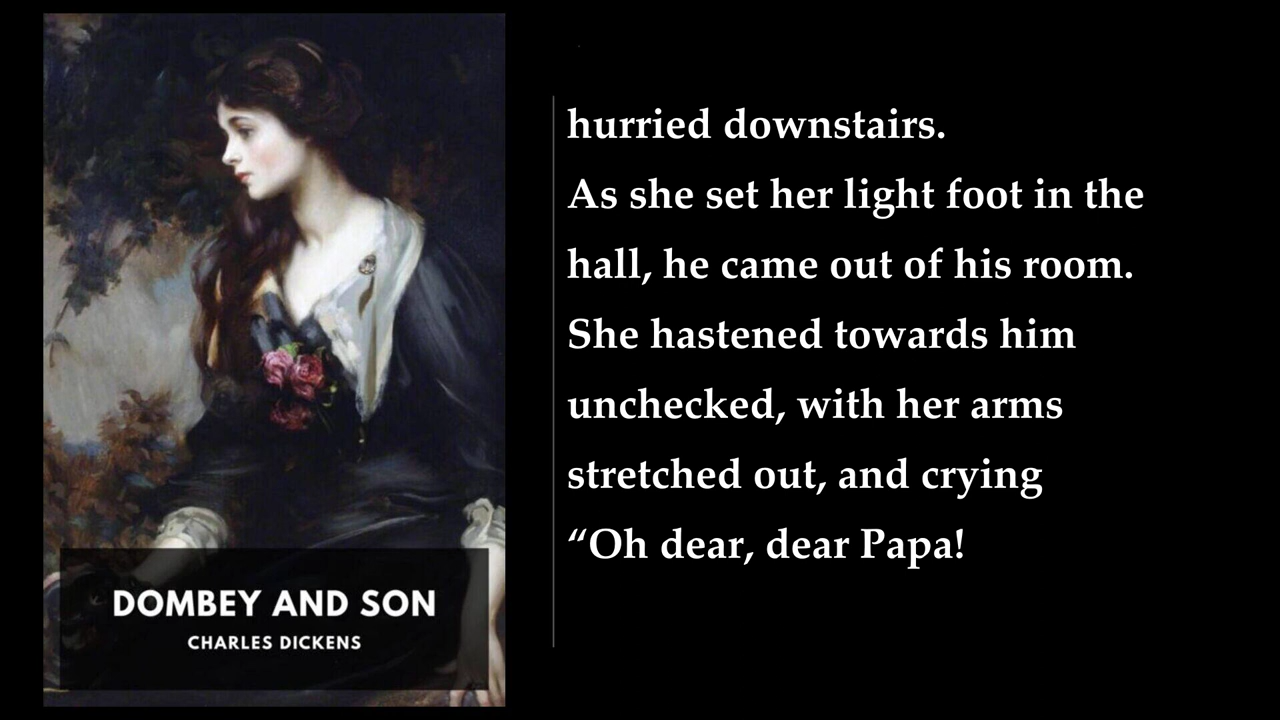 DOMBEY AND SON
CHARLES DICKENS
hurried downstairs.
As she set her light foot in the
hall, he came out of his room.
She hastened towards him
unchecked, with her arms
stretched out, and crying
“Oh dear, dear Papa!